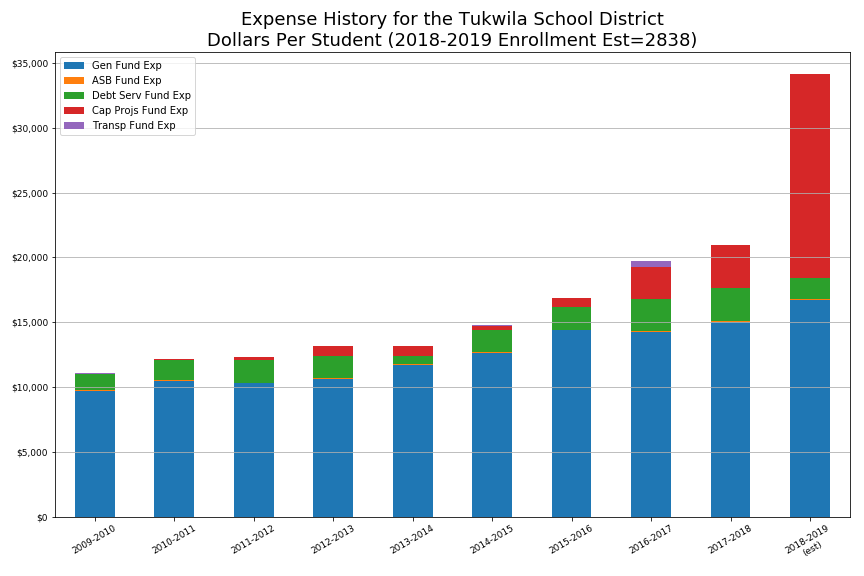 Expense History for the Tukwila School District
Dollars Per Student (2018-2019 Enrollment Est=2838)
Gen Fund Exp
ASB Fund Exp
Debt Serv Fund Exp
Cap Projs Fund Exp
Transp Fund Exp
$35,000
$30,000
$25,000
$20,000
$15,000
$10,000
$5,000
$0
2009-2010
2010-2011
2011-2012
2012-2013
2013-2014
2014-2015
2015-2016
2016-2017
2017-2018
2018-2019
(est)